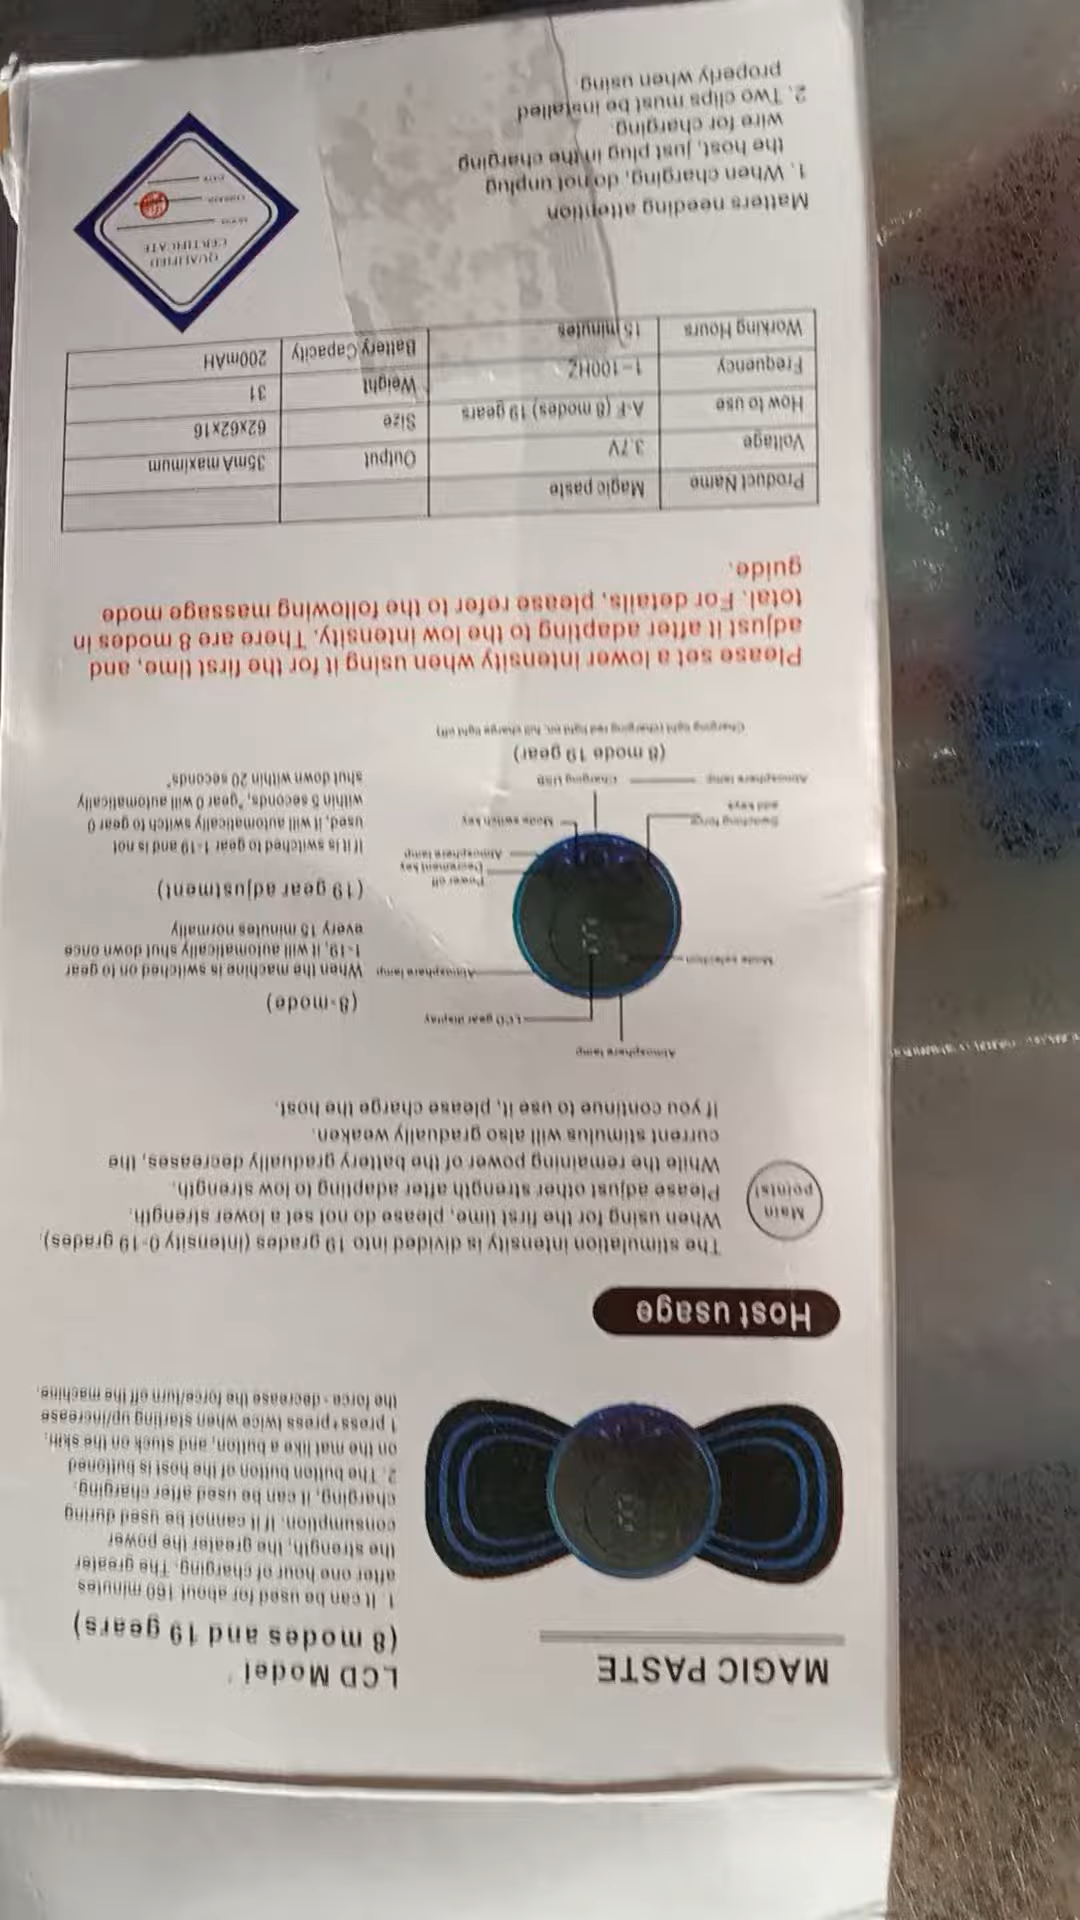 MAGIC PASTE
LCD Model
(8 modes and 19 gears)
1. It can be used for about 160 minutes
after one hour of charging. The greater
the strength, the greater the power
consumption. If it cannot be used during
charging, it can be used after charging.
2. The button button of the host is buttoned
on the mat like a button, and stuck on the skin,
1 press+press twice when starting up/increase
the force - decrease the force/turn off the machine.
Host usage
Main
points!
The stimulation intensity is divided into 19 grades (intensity 0-19 grades).
When using for the first time, please do not set a lower strength.
Please adjust other strength after adapting to low strength.
While the remaining power of the battery gradually decreases, the
current stimulus will also gradually weaken.
If you continue to use it, please charge the host.
Atmosphere lamp
LCD gear display
Mode selection
Atmosphere lamp
Power off
Decrement key
Atmosphere lamp
Switching force
add keys
Mode switch key
Atmosphere lamp
Charging USB
(8 mode 19 gear)
Charging light (charging red light on, full charge light off)
(8-mode)
When the machine is switched on to gear
1-19, it will automatically shut down once
every 15 minutes normally
(19 gear adjustment)
If it is switched to gear 1-19 and is not
used, it will automatically switch to gear 0
within 5 seconds, "gear 0 will automatically
shut down within 20 seconds"
Please set a lower intensity when using it for the first time, and
adjust it after adapting to the low intensity. There are 8 modes in
total. For details, please refer to the following massage mode
guide.
Product Name Magic paste
Voltage 3.7V Output 35mA maximum
How to use A-F (8 modes) 19 gears Size 62x62x16
Frequency 1-100HZ Weight 31
Working Hours 15 minutes Battery Capacity 200mAH
Matters needing attention
1. When charging, do not unplug
the host, just plug in the charging
wire for charging.
2. Two clips must be installed
properly when using.
QUALIFIED
CERTIFICATE